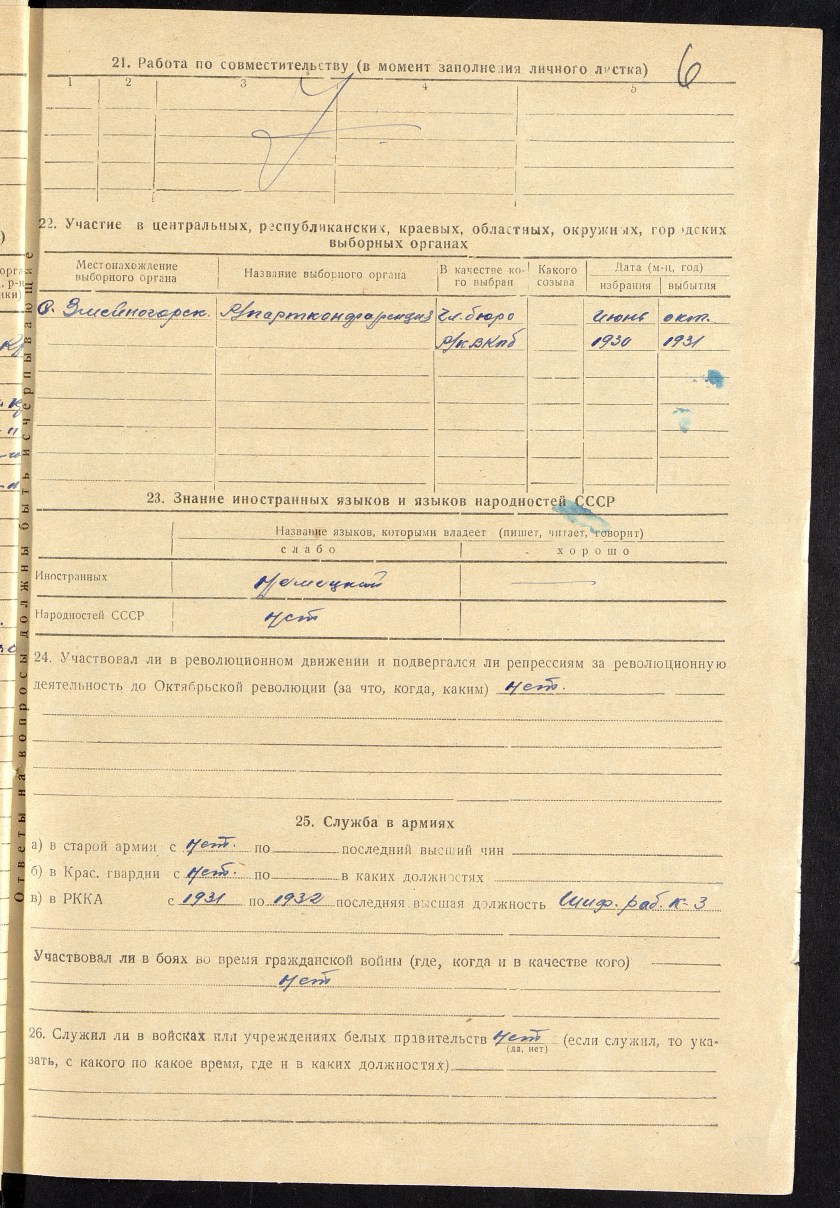 6
21. Работа по совместительству (в момент заполнения личного листка)
1 2 3 4 5
22. Участие в центральных, республиканских, краевых, областных, окружных, городских
выборных органах
Местонахождение выборного органа Название выборного органа В качестве кого выбран Какого созыва Дата (м-ц, год)
избрания выбытия
с. Змеиногорск. Р/партконференция Чл. бюро июнь окт.
Р/к ВКпб 1930 1931
23. Знание иностранных языков и языков народностей СССР
Название языков, которыми владеет (пишет, читает, говорит)
слабо хорошо
Иностранных немецкий —
Народностей СССР нет
24. Участвовал ли в революционном движении и подвергался ли репрессиям за революционную
деятельность до Октябрьской революции (за что, когда, каким) нет.
25. Служба в армиях
а) в старой армии с нет. по последний высший чин
б) в Крас. гвардии с нет. по в каких должностях
в) в РККА с 1931 по 1932 последняя высшая должность Шиф. раб. К-3
Участвовал ли в боях во время гражданской войны (где, когда и в качестве кого)
нет
26. Служил ли в войсках или учреждениях белых правительств нет (если служил, то ука-
(да, нет)
зать, с какого по какое время, где и в каких должностях)
Ответы на вопросы должны быть исчерпывающие